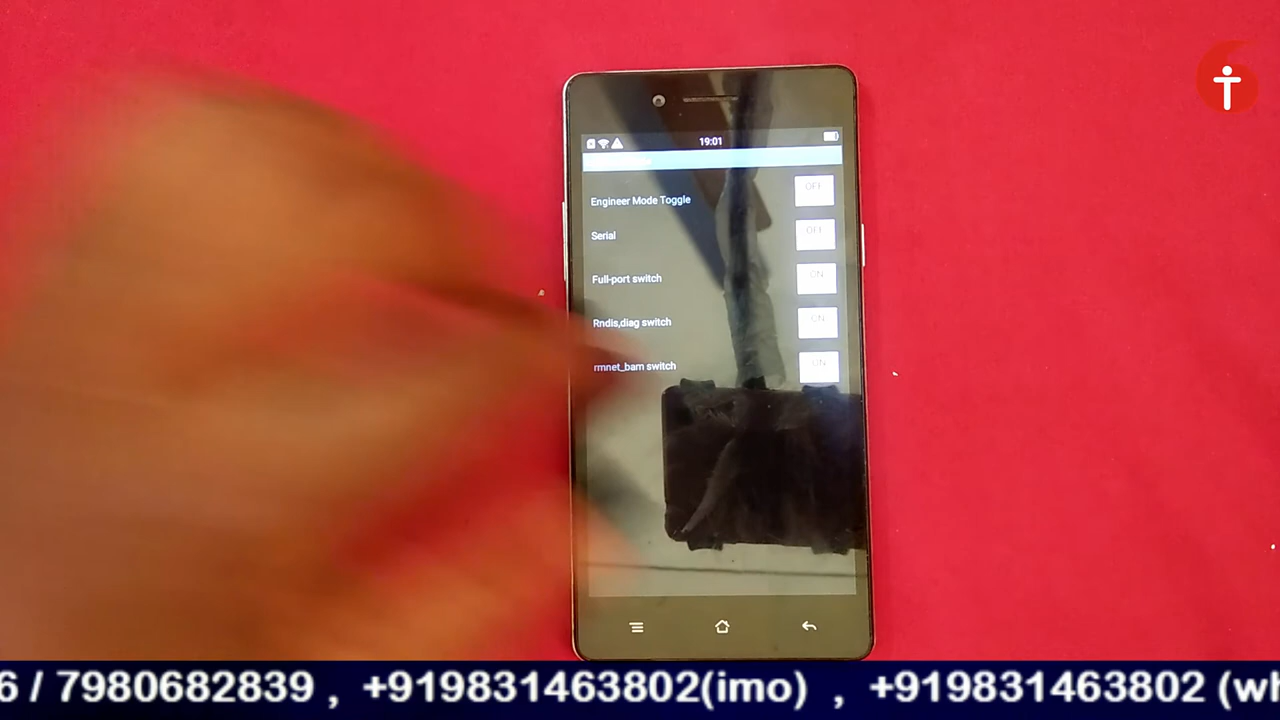 19:01
Engineer Mode Toggle OFF
Serial OFF
Full-port switch ON
Rndis,diag switch ON
rmnet_bam switch ON
6 / 7980682839 , +919831463802(imo) , +919831463802 (wh